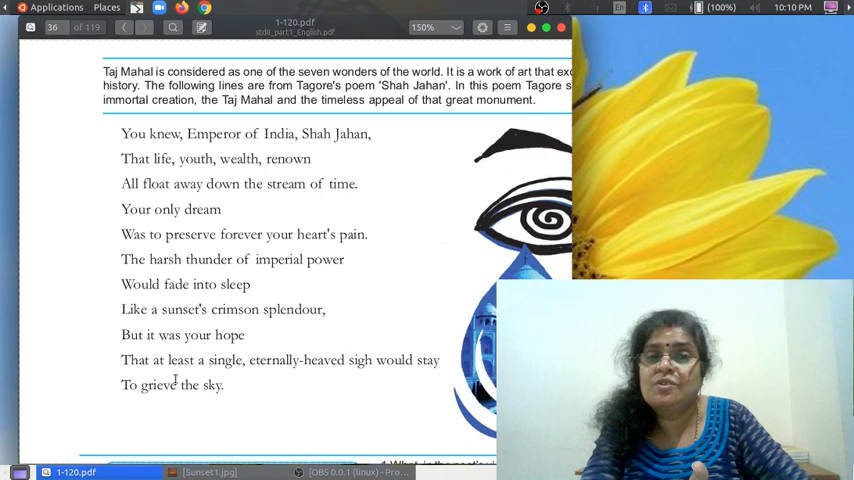 Applications Places En (100%) 10:10 PM
36 of 119 1-120.pdf 150%
std8_part1_English.pdf
Taj Mahal is considered as one of the seven wonders of the world. It is a work of art that
history. The following lines are from Tagore's poem 'Shah Jahan'. In this poem Tagore
immortal creation, the Taj Mahal and the timeless appeal of that great monument.
You knew, Emperor of India, Shah Jahan,
That life, youth, wealth, renown
All float away down the stream of time.
Your only dream
Was to preserve forever your heart's pain.
The harsh thunder of imperial power
Would fade into sleep
Like a sunset's crimson splendour,
But it was your hope
That at least a single, eternally-heaved sigh would stay
To grieve the sky.
1-120.pdf [Sunset1.jpg] [OBS 0.0.1 (linux) - Pro...